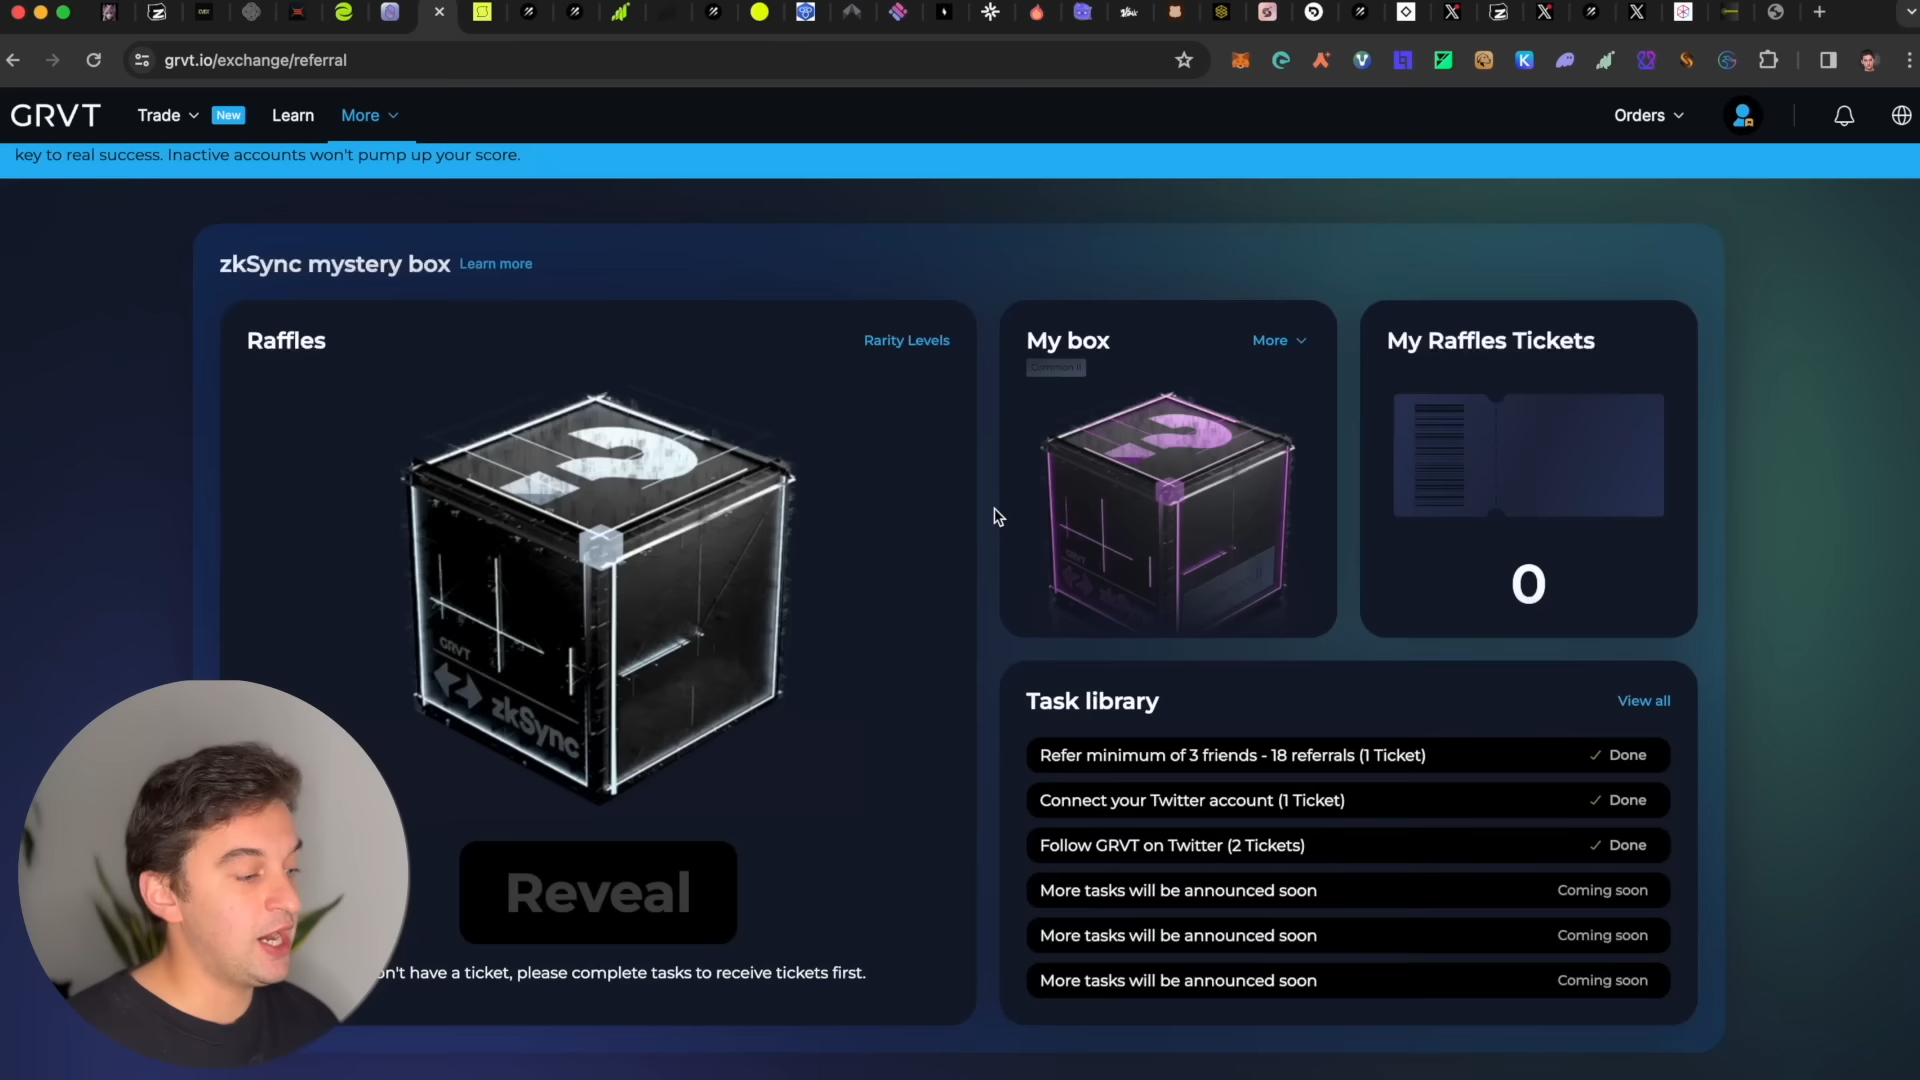 grvt.io/exchange/referral
GRVT
Trade
New
Learn
More
Orders
key to real success. Inactive accounts won't pump up your score.
zkSync mystery box
Learn more
Raffles
Rarity Levels
My box
More
Common II
My Raffles Tickets
GRVT
zkSync
GRVT
zkSync
0
Task library
View all
Refer minimum of 3 friends - 18 referrals (1 Ticket)
Done
Connect your Twitter account (1 Ticket)
Done
Follow GRVT on Twitter (2 Tickets)
Done
More tasks will be announced soon
Coming soon
More tasks will be announced soon
Coming soon
More tasks will be announced soon
Coming soon
Reveal
on't have a ticket, please complete tasks to receive tickets first.